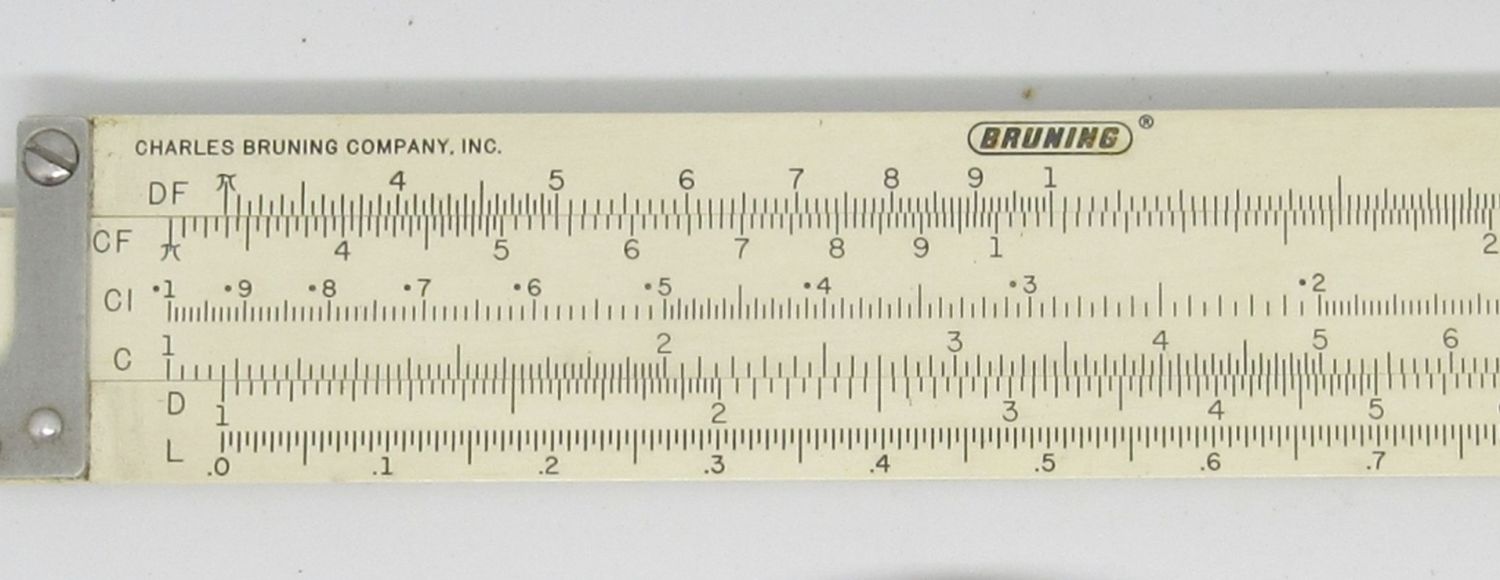 CHARLES BRUNING COMPANY, INC.
BRUNING®
DF π 4 5 6 7 8 9 1
CF π 4 5 6 7 8 9 1 2
CI .1 .9 .8 .7 .6 .5 .4 .3 .2
C 1 2 3 4 5 6
D 1 2 3 4 5
L .0 .1 .2 .3 .4 .5 .6 .7